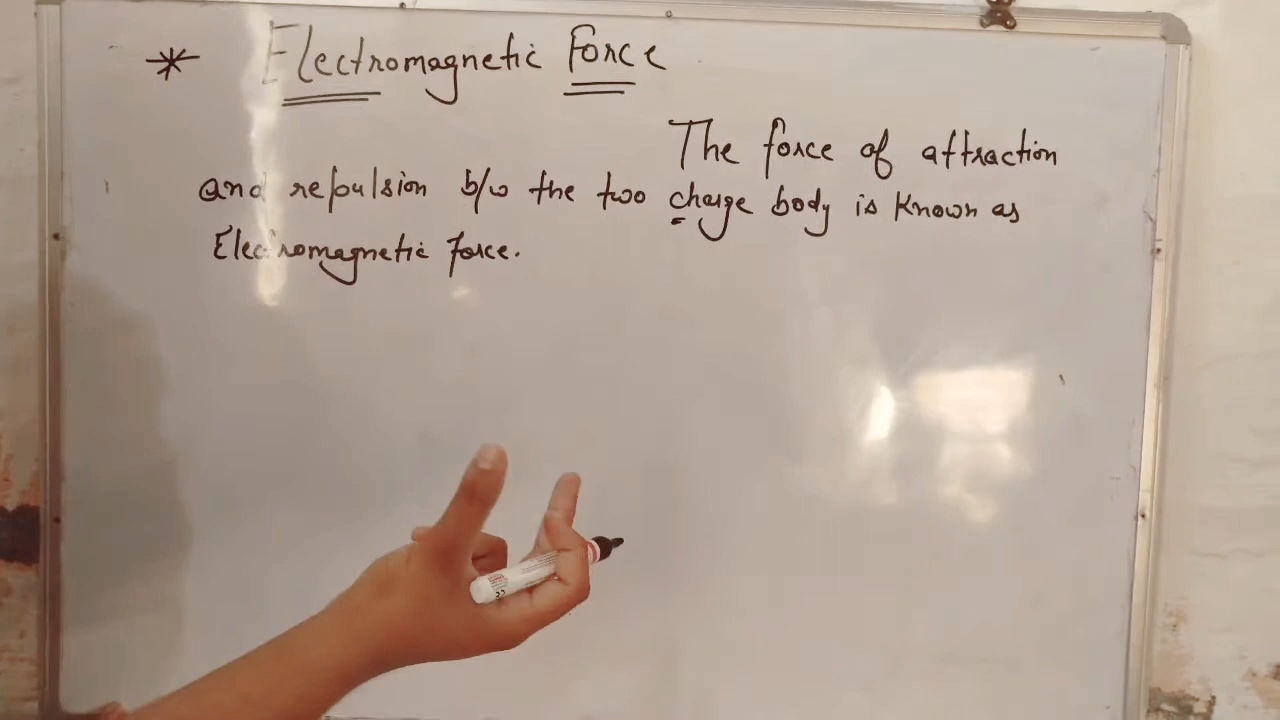 * Electromagnetic Force
The force of attraction
and repulsion b/w the two charge body is known as
Electromagnetic force.